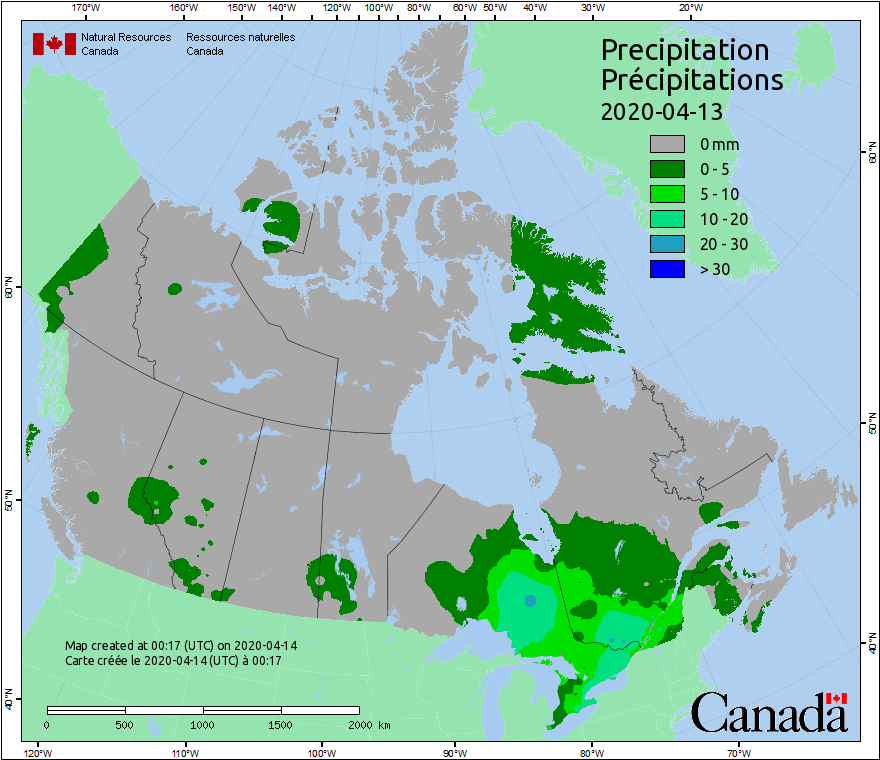 170°W 160°W 150°W 140°W 120°W 100°W 80°W 60°W 50°W 40°W 30°W 20°W
Natural Resources Ressources naturelles
Canada Canada
Precipitation
Précipitations
2020-04-13
0 mm
0 - 5
5 - 10
10 - 20
20 - 30
> 30
60°N
60°N
50°N
50°N
40°N
40°N
Map created at 00:17 (UTC) on 2020-04-14
Carte créée le 2020-04-14 (UTC) à 00:17
0 500 1000 1500 2000 km
Canada
120°W 110°W 100°W 90°W 80°W 70°W